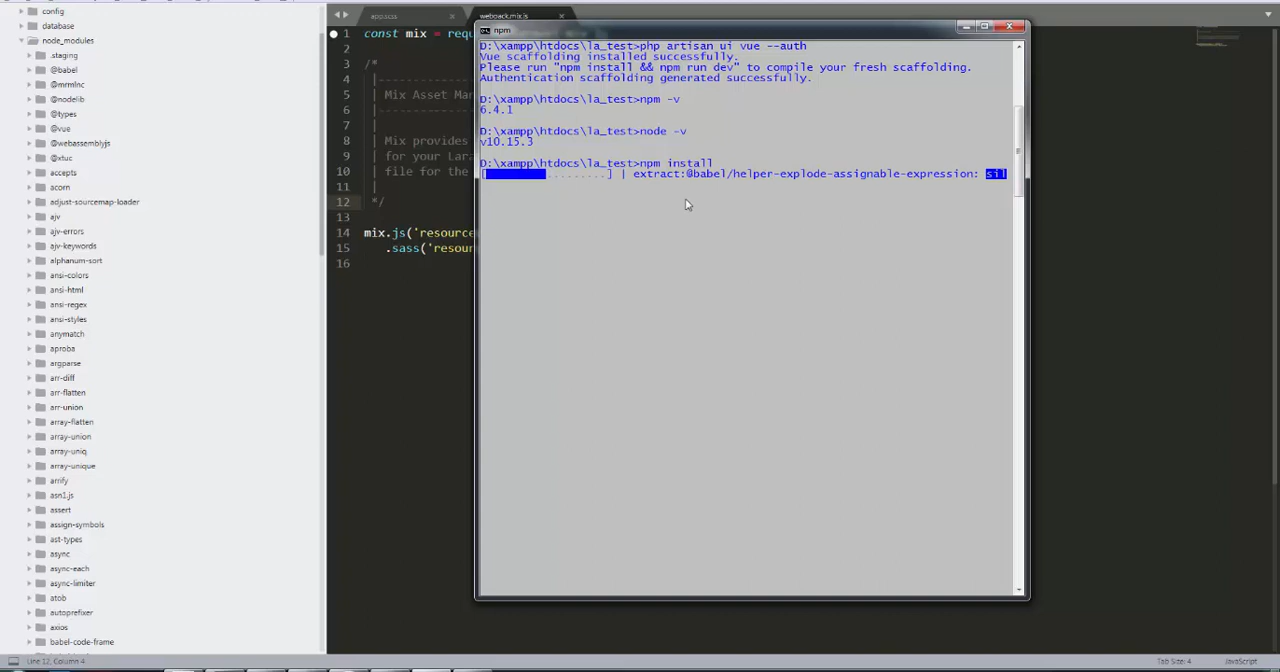 config
database
node_modules
.staging
@babel
@mrmlnc
@nodelib
@types
@vue
@webassemblyjs
@xtuc
accepts
acorn
adjust-sourcemap-loader
ajv
ajv-errors
ajv-keywords
alphanum-sort
ansi-colors
ansi-html
ansi-regex
ansi-styles
anymatch
aproba
argparse
arr-diff
arr-flatten
arr-union
array-flatten
array-union
array-uniq
array-unique
arrify
asn1.js
assert
assign-symbols
ast-types
async
async-each
async-limiter
atob
autoprefixer
axios
babel-code-frame
app.scss
webpack.mix.js
1 const mix = requ
2
3 /*
4 |----------------
5 | Mix Asset Man
6 |----------------
7 |
8 | Mix provides
9 | for your Lara
10 | file for the
11 |
12 */
13
14 mix.js('resource
15 .sass('resour
16
npm
D:\xampp\htdocs\la_test>php artisan ui vue --auth
Vue scaffolding installed successfully.
Please run "npm install && npm run dev" to compile your fresh scaffolding.
Authentication scaffolding generated successfully.
D:\xampp\htdocs\la_test>npm -v
6.4.1
D:\xampp\htdocs\la_test>node -v
v10.15.3
D:\xampp\htdocs\la_test>npm install
[ .........] | extract:@babel/helper-explode-assignable-expression: sil
Line 12, Column 4
Tab Size: 4
JavaScript